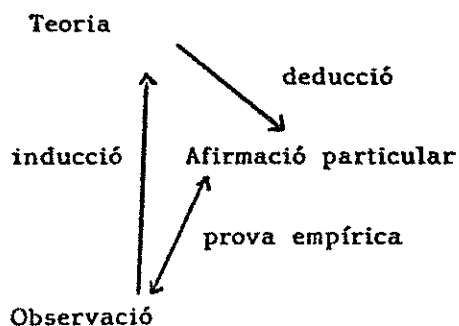 Teoria
deducció
inducció
Afirmació particular
prova empírica
Observació